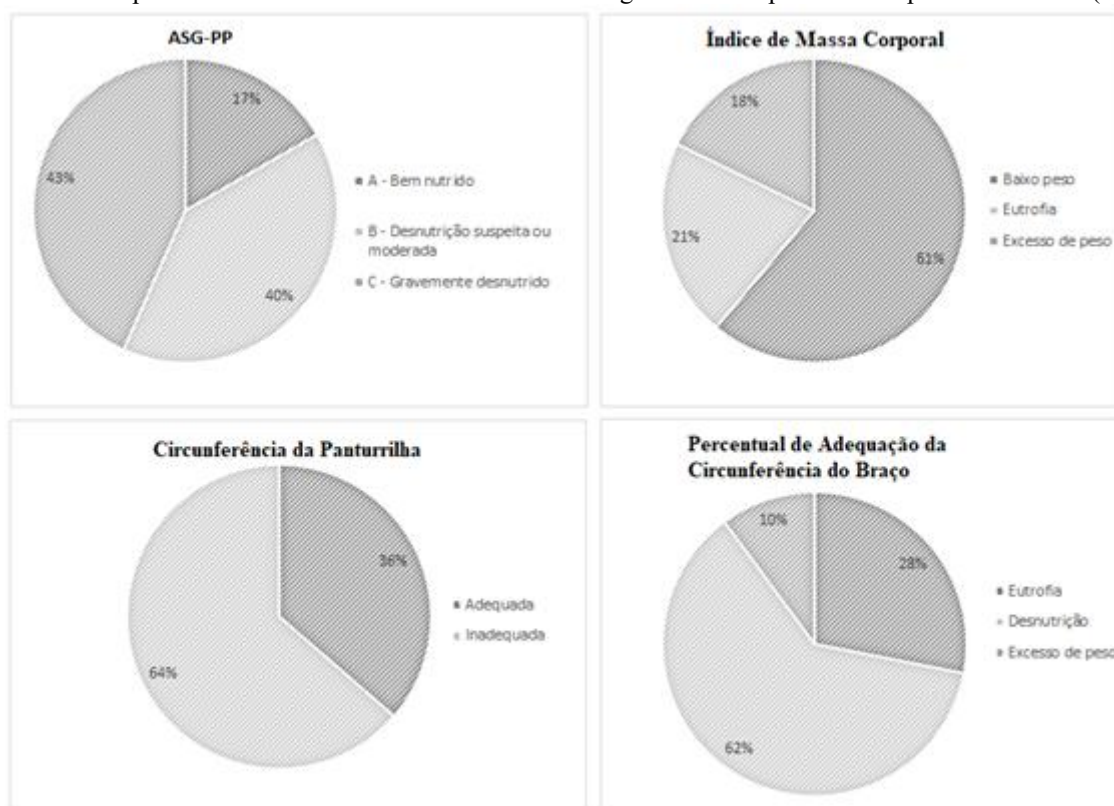 ASG-PP
17%
43%
40%
A - Bem nutrido
B - Desnutrição suspeita ou
moderada
C - Gravemente desnutrido
Índice de Massa Corporal
18%
21%
61%
Baixo peso
Eutrofia
Excesso de peso
Circunferência da Panturrilha
36%
64%
Adequada
Inadequada
Percentual de Adequação da
Circunferência do Braço
10%
28%
62%
Eutrofia
Desnutrição
Excesso de peso